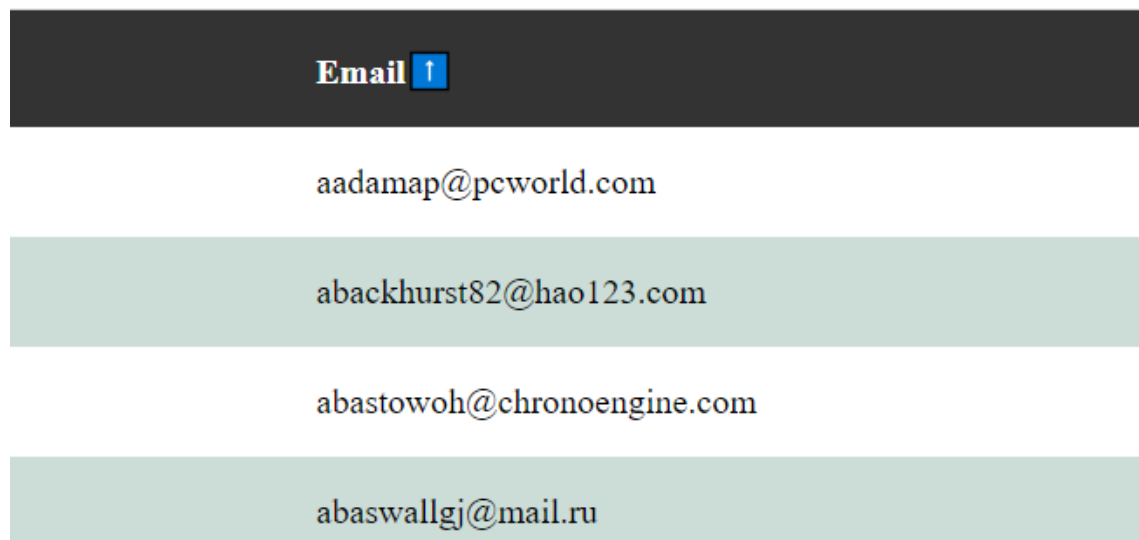 Email ↑
aadamap@pcworld.com
abackhurst82@hao123.com
abastowoh@chronoengine.com
abaswallgj@mail.ru